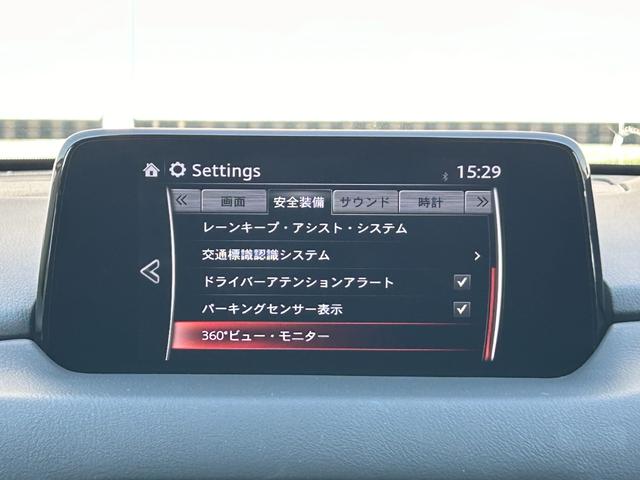 Settings 15:29
画面 安全装備 サウンド 時計
レーンキープ・アシスト・システム
交通標識認識システム
ドライバーアテンションアラート
パーキングセンサー表示
360°ビュー・モニター